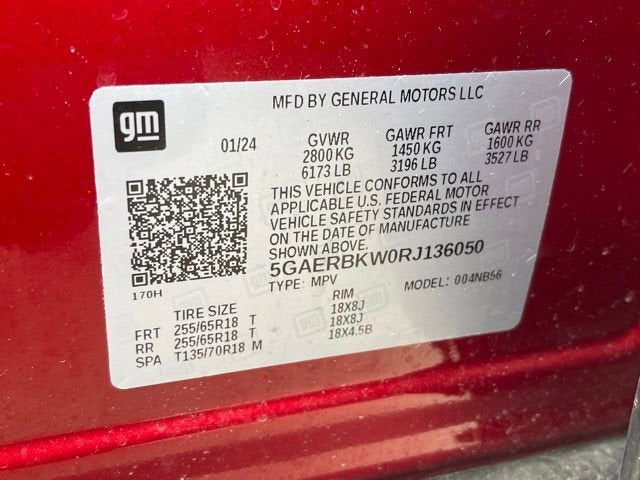 gm
MFD BY GENERAL MOTORS LLC
01/24 GVWR GAWR FRT GAWR RR
2800 KG 1450 KG 1600 KG
6173 LB 3196 LB 3527 LB
THIS VEHICLE CONFORMS TO ALL
APPLICABLE U.S. FEDERAL MOTOR
VEHICLE SAFETY STANDARDS IN EFFECT
ON THE DATE OF MANUFACTURE
SHOWN ABOVE.
5GAERBKW0RJ136050
170H
TYPE: MPV MODEL: 004NB56
TIRE SIZE RIM
FRT 255/65R18 T 18X8J
RR 255/65R18 T 18X8J
SPA T135/70R18 M 18X4.5B